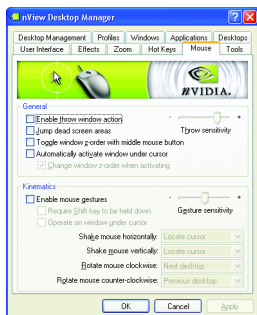 nView Desktop Manager
Desktop Management Profiles Windows Applications Desktops
User Interface Effects Zoom Hot Keys Mouse Tools
nVIDIA.
General
Enable throw window action - +
Jump dead screen areas Throw sensitivity
Toggle window z-order with middle mouse button
Automatically activate window under cursor
Change window z-order when activating
Kinematics
Enable mouse gestures - +
Require Shift key to be held down Gesture sensitivity
Operate on window under cursor
Shake mouse horizontally: Locate cursor
Shake mouse vertically: Locate cursor
Rotate mouse clockwise: Next desktop
Rotate mouse counter-clockwise: Previous desktop
OK Cancel Apply